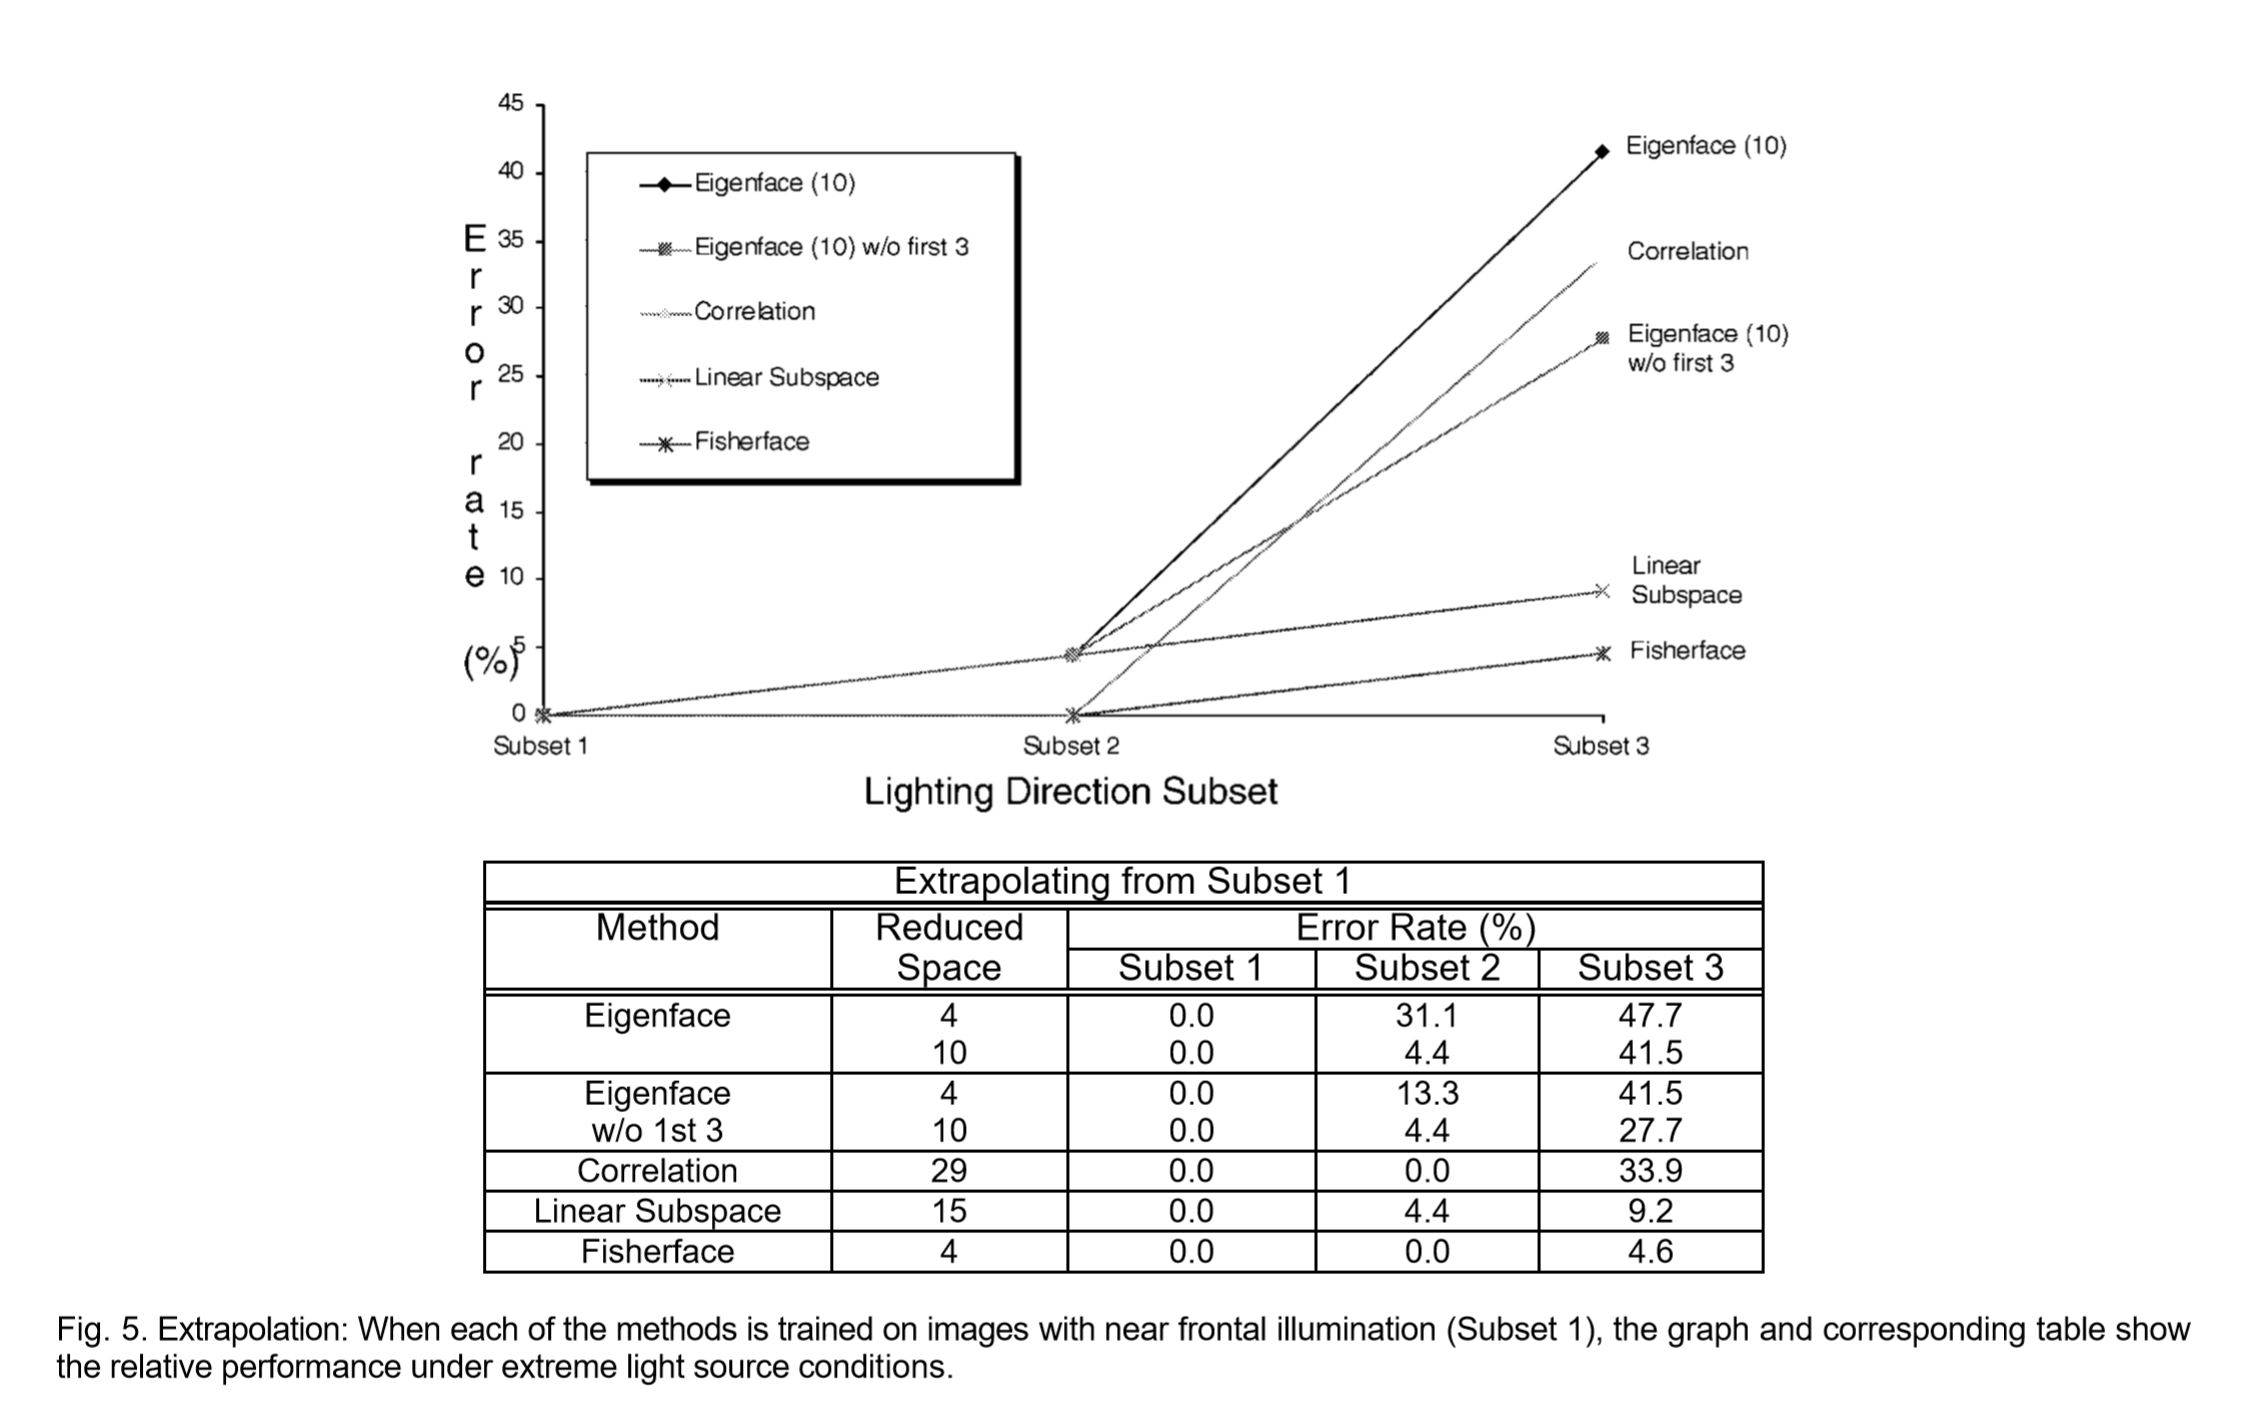 45
40
35
30
25
20
15
10
5
0
Error rate (%)
Eigenface (10)
Eigenface (10) w/o first 3
Correlation
Linear Subspace
Fisherface
Eigenface (10)
Correlation
Eigenface (10)
w/o first 3
Linear
Subspace
Fisherface
Subset 1 Subset 2 Subset 3
Lighting Direction Subset
Extrapolating from Subset 1
Method Reduced Error Rate (%)
Space Subset 1 Subset 2 Subset 3
Eigenface 4 0.0 31.1 47.7
10 0.0 4.4 41.5
Eigenface 4 0.0 13.3 41.5
w/o 1st 3 10 0.0 4.4 27.7
Correlation 29 0.0 0.0 33.9
Linear Subspace 15 0.0 4.4 9.2
Fisherface 4 0.0 0.0 4.6
Fig. 5. Extrapolation: When each of the methods is trained on images with near frontal illumination (Subset 1), the graph and corresponding table show
the relative performance under extreme light source conditions.